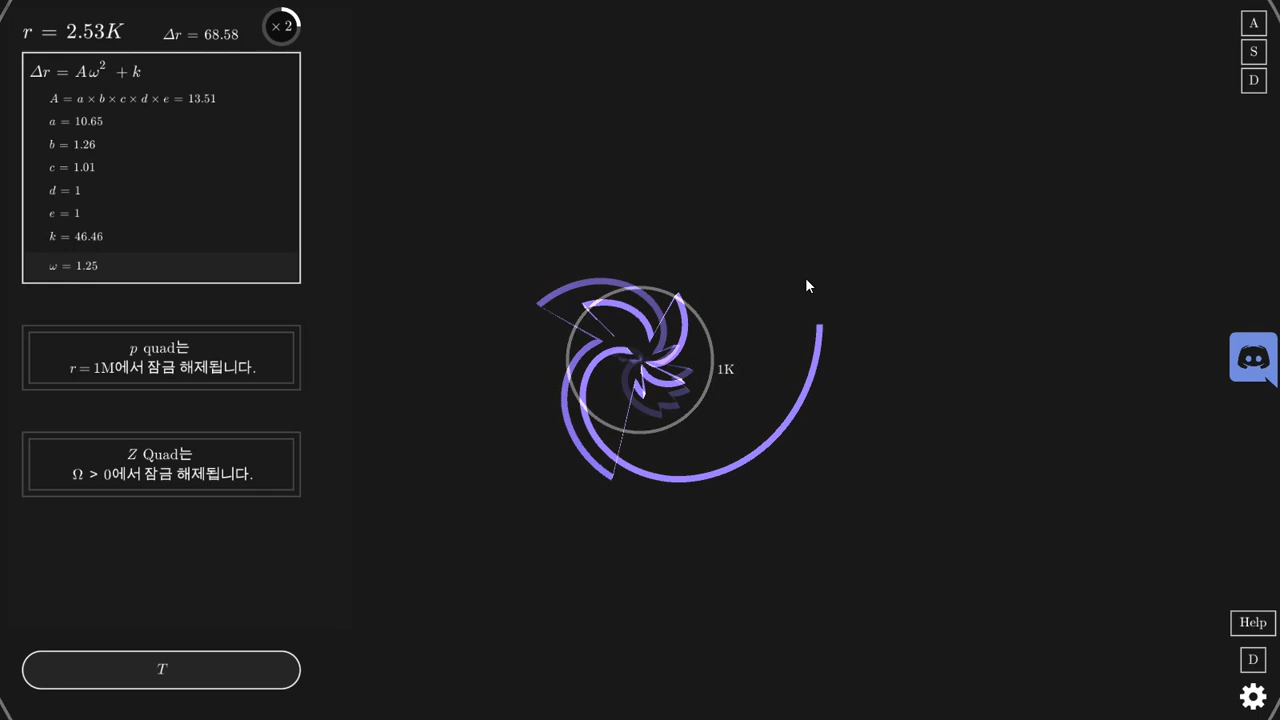 r = 2.53K
Δr = 68.58
× 2
Δr = Aω² + k
A = a × b × c × d × e = 13.51
a = 10.65
b = 1.26
c = 1.01
d = 1
e = 1
k = 46.46
ω = 1.25
p quad는
r = 1M에서 잠금 해제됩니다.
Z Quad는
Ω > 0에서 잠금 해제됩니다.
T
1K
A
S
D
Help
D